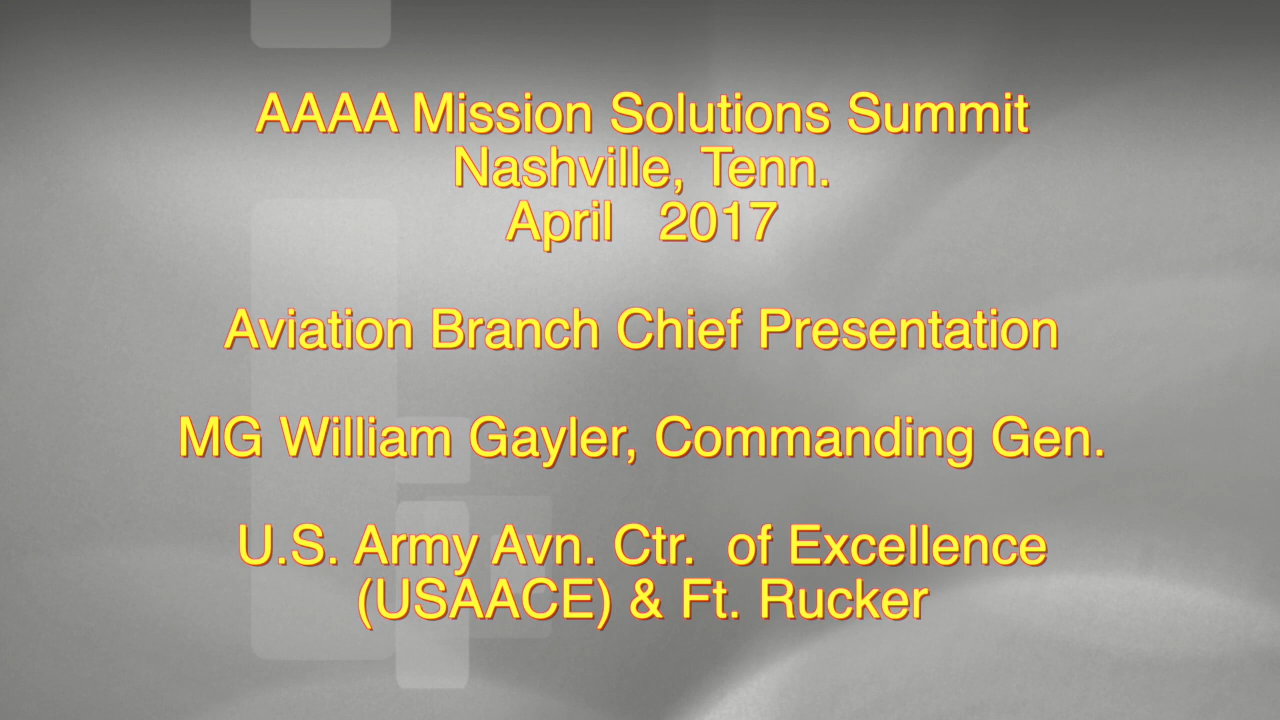 AAAA Mission Solutions Summit
Nashville, Tenn.
April 2017
Aviation Branch Chief Presentation
MG William Gayler, Commanding Gen.
U.S. Army Avn. Ctr. of Excellence
(USAACE) & Ft. Rucker